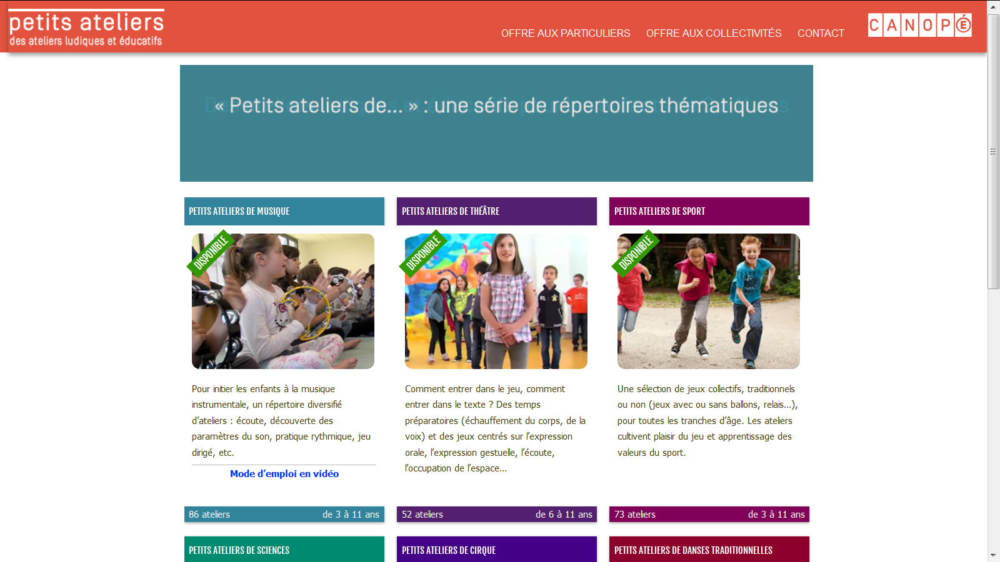 petits ateliers
des ateliers ludiques et éducatifs
OFFRE AUX PARTICULIERS OFFRE AUX COLLECTIVITÉS CONTACT
CANOPÉ
« Petits ateliers de... » : une série de répertoires thématiques
PETITS ATELIERS DE MUSIQUE
DISPONIBLE
Pour initier les enfants à la musique
instrumentale, un répertoire diversifié
d’ateliers : écoute, découverte des
paramètres du son, pratique rythmique, jeu
dirigé, etc.
Mode d’emploi en vidéo
86 ateliers de 3 à 11 ans
PETITS ATELIERS DE THÉÂTRE
DISPONIBLE
Comment entrer dans le jeu, comment
entrer dans le texte ? Des temps
préparatoires (échauffement du corps, de la
voix) et des jeux centrés sur l’expression
orale, l’expression gestuelle, l’écoute,
l’occupation de l’espace...
52 ateliers de 6 à 11 ans
PETITS ATELIERS DE SPORT
DISPONIBLE
Une sélection de jeux collectifs, traditionnels
ou non (jeux avec ou sans ballons, relais...),
pour toutes les tranches d’âge. Les ateliers
cultivent plaisir du jeu et apprentissage des
valeurs du sport.
73 ateliers de 3 à 11 ans
PETITS ATELIERS DE SCIENCES
PETITS ATELIERS DE CIRQUE
PETITS ATELIERS DE DANSES TRADITIONNELLES